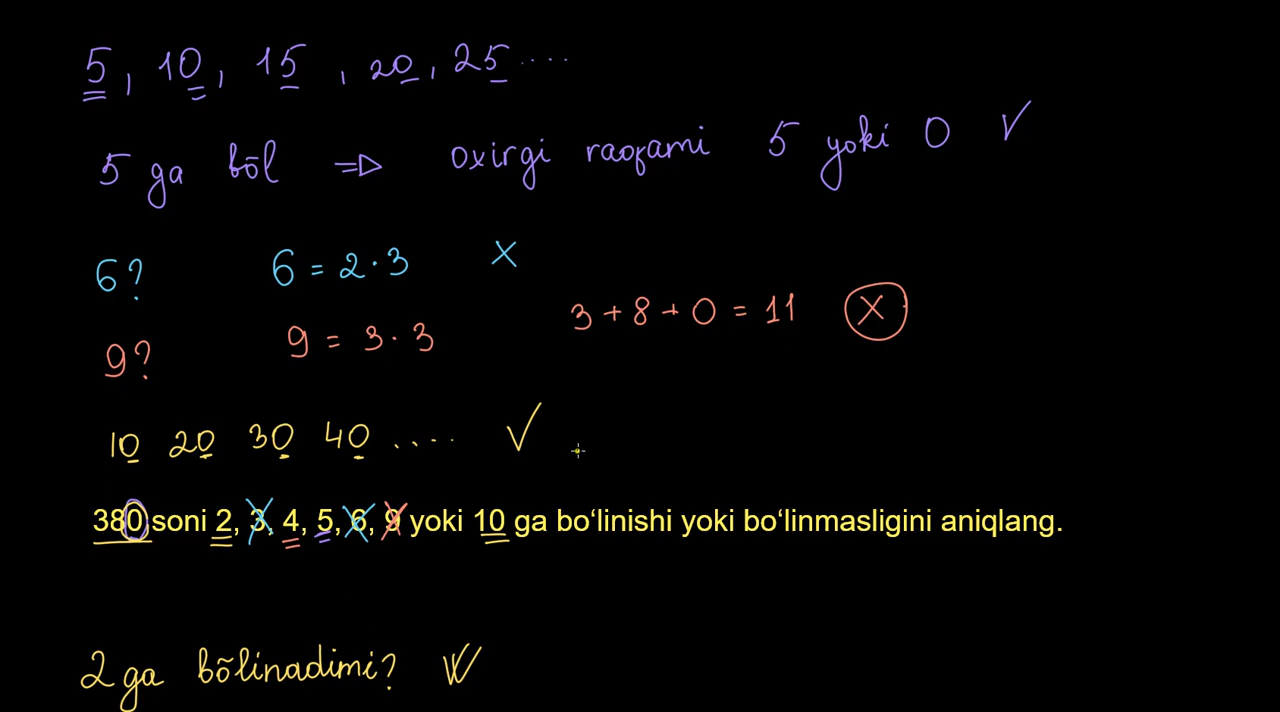 5, 10, 15, 20, 25....
5 ga bōl => oxirgi raqami 5 yoki 0 ✓
6? 6 = 2·3 ×
9? 9 = 3·3 3+8+0=11 ×
10 20 30 40 .... ✓
380 soni 2, 3, 4, 5, 6, 9 yoki 10 ga bo‘linishi yoki bo‘linmasligini aniqlang.
2 ga bōlinadimi? ✓